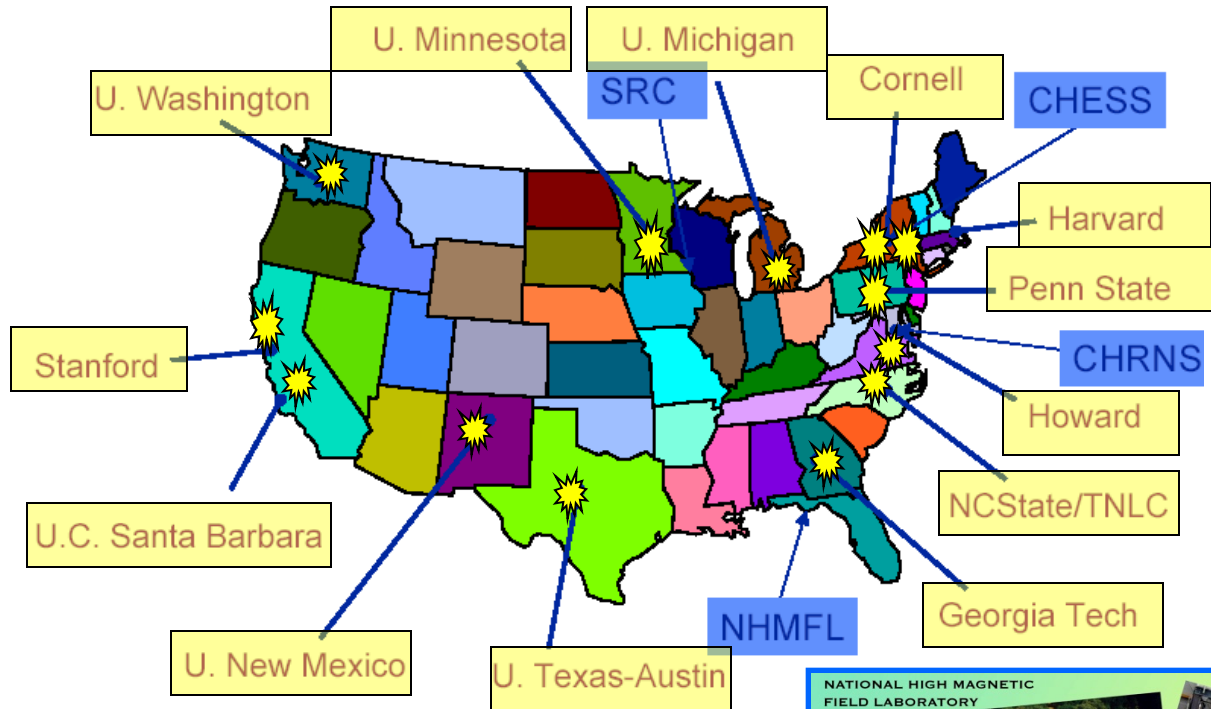 U. Minnesota
U. Michigan
SRC
Cornell
U. Washington
CHESS
Harvard
Penn State
Stanford
CHRNS
Howard
NCState/TNLC
U.C. Santa Barbara
Georgia Tech
NHMFL
U. New Mexico
U. Texas-Austin
NATIONAL HIGH MAGNETIC
FIELD LABORATORY